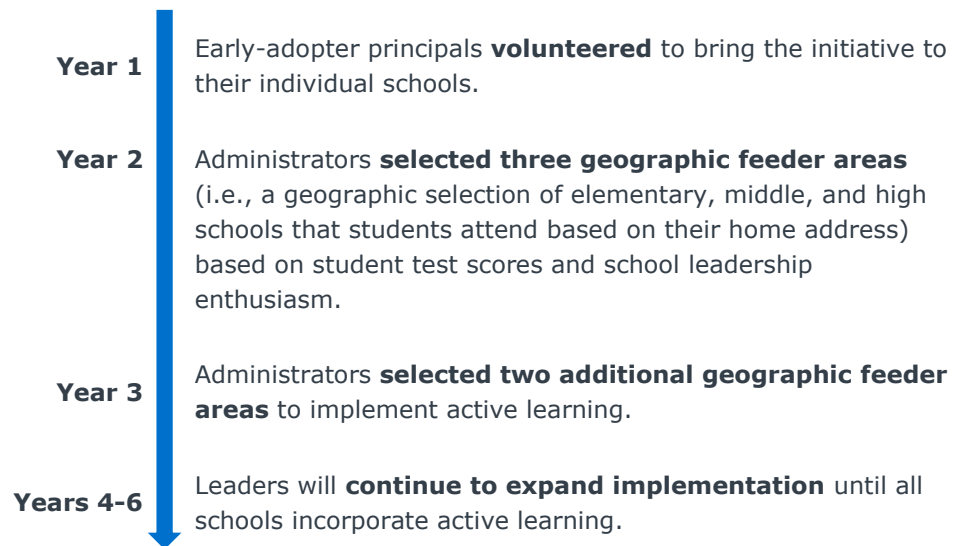 Year 1
Early-adopter principals volunteered to bring the initiative to
their individual schools.
Year 2
Administrators selected three geographic feeder areas
(i.e., a geographic selection of elementary, middle, and high
schools that students attend based on their home address)
based on student test scores and school leadership
enthusiasm.
Year 3
Administrators selected two additional geographic feeder
areas to implement active learning.
Years 4-6
Leaders will continue to expand implementation until all
schools incorporate active learning.